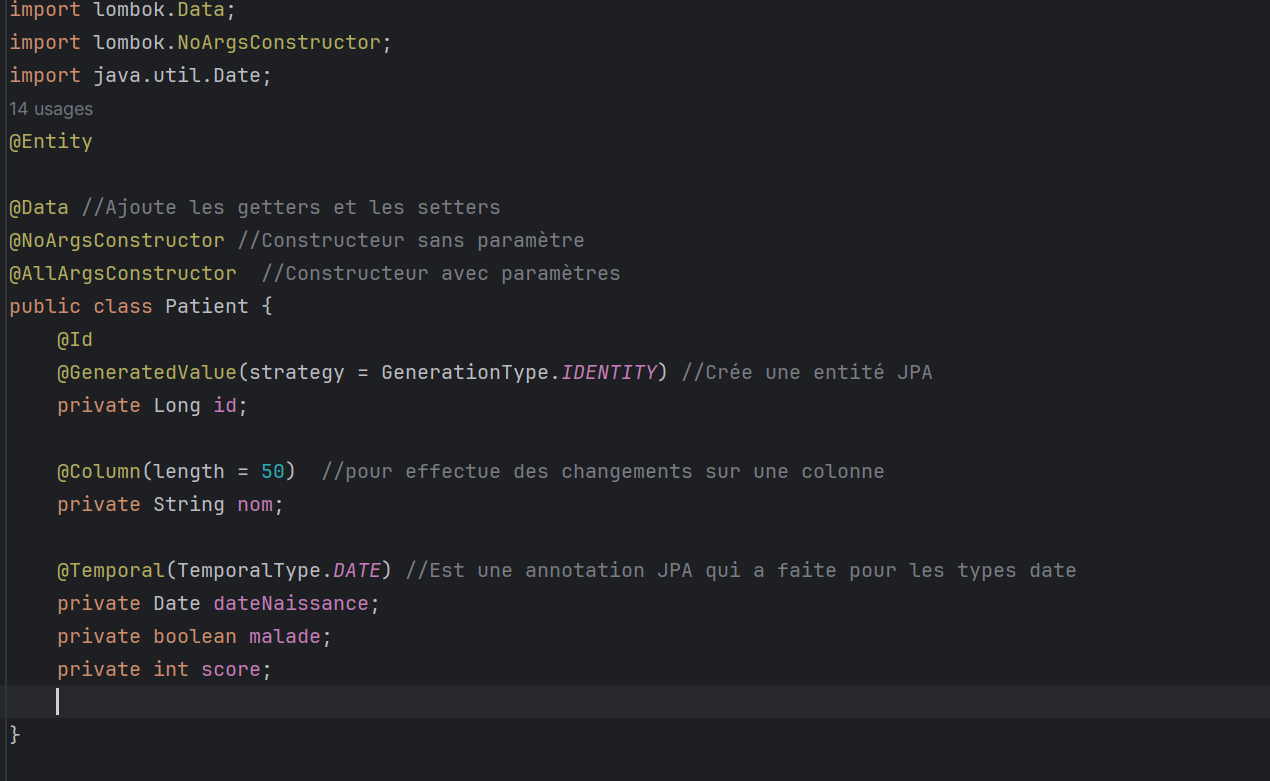 import lombok.Data;
import lombok.NoArgsConstructor;
import java.util.Date;
14 usages
@Entity
@Data //Ajoute les getters et les setters
@NoArgsConstructor //Constructeur sans paramètre
@AllArgsConstructor  //Constructeur avec paramètres
public class Patient {
    @Id
    @GeneratedValue(strategy = GenerationType.IDENTITY) //Crée une entité JPA
    private Long id;
    @Column(length = 50)  //pour effectue des changements sur une colonne
    private String nom;
    @Temporal(TemporalType.DATE) //Est une annotation JPA qui a faite pour les types date
    private Date dateNaissance;
    private boolean malade;
    private int score;
}